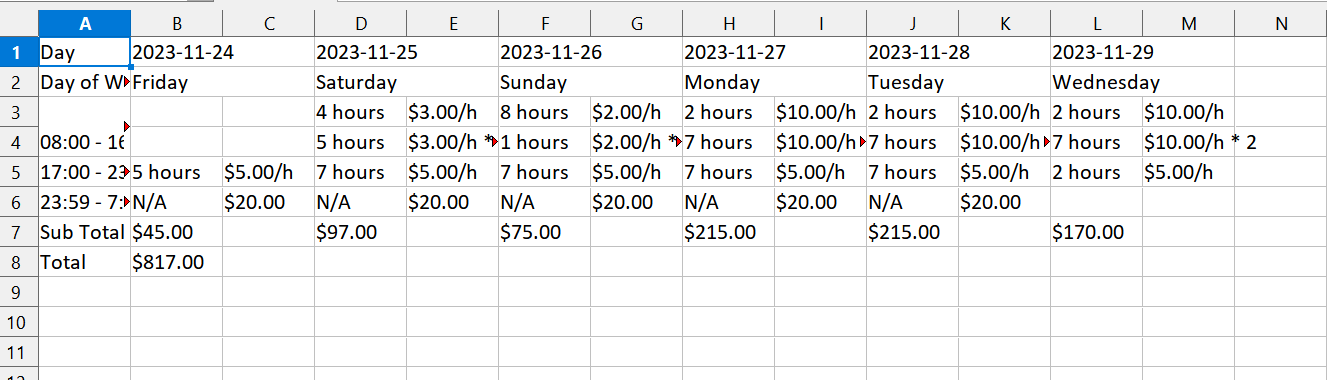 A B C D E F G H I J K L M N
1 Day 2023-11-24 2023-11-25 2023-11-26 2023-11-27 2023-11-28 2023-11-29
2 Day of W Friday Saturday Sunday Monday Tuesday Wednesday
3 4 hours $3.00/h 8 hours $2.00/h 2 hours $10.00/h 2 hours $10.00/h 2 hours $10.00/h
4 08:00 - 16 5 hours $3.00/h * 1 hours $2.00/h * 7 hours $10.00/h 7 hours $10.00/h 7 hours $10.00/h * 2
5 17:00 - 23 5 hours $5.00/h 7 hours $5.00/h 7 hours $5.00/h 7 hours $5.00/h 7 hours $5.00/h 2 hours $5.00/h
6 23:59 - 7: N/A $20.00 N/A $20.00 N/A $20.00 N/A $20.00 N/A $20.00
7 Sub Total $45.00 $97.00 $75.00 $215.00 $215.00 $170.00
8 Total $817.00
9
10
11